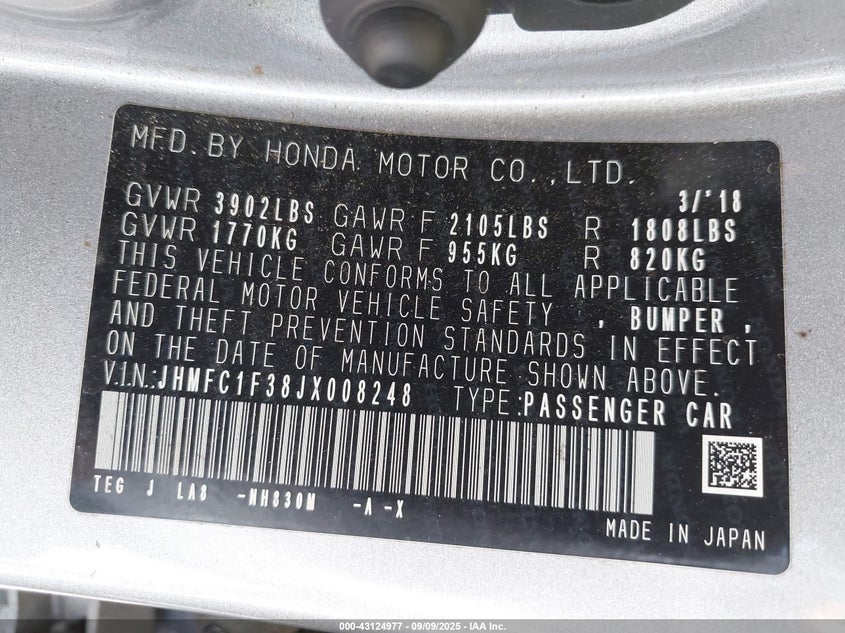 MFD. BY HONDA MOTOR CO., LTD.
3/'18
GVWR 3902LBS GAWR F 2105LBS R 1808LBS
GVWR 1770KG GAWR F 955KG R 820KG
THIS VEHICLE CONFORMS TO ALL APPLICABLE
FEDERAL MOTOR VEHICLE SAFETY , BUMPER ,
AND THEFT PREVENTION STANDARDS IN EFFECT
ON THE DATE OF MANUFACTURE SHOWN ABOVE.
V.I.N.:JHMFC1F38JX008248 TYPE:PASSENGER CAR
TEG J LA8 -NH830M -A -X
MADE IN JAPAN
000-43124977 - 09/09/2025 - IAA Inc.